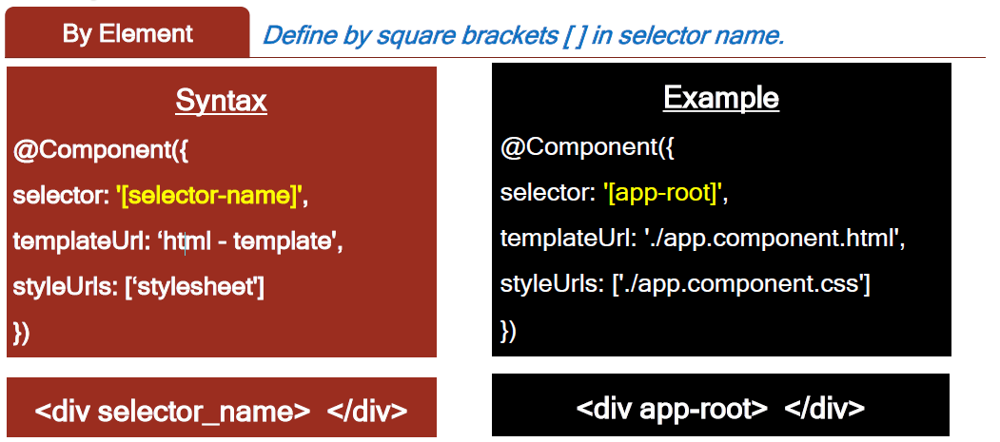 By Element
Define by square brackets [ ] in selector name.
Syntax
@Component({
selector: '[selector-name]',
templateUrl: ‘html - template',
styleUrls: [‘stylesheet']
})
<div selector_name>  </div>
Example
@Component({
selector: '[app-root]',
templateUrl: './app.component.html',
styleUrls: ['./app.component.css']
})
<div app-root>  </div>